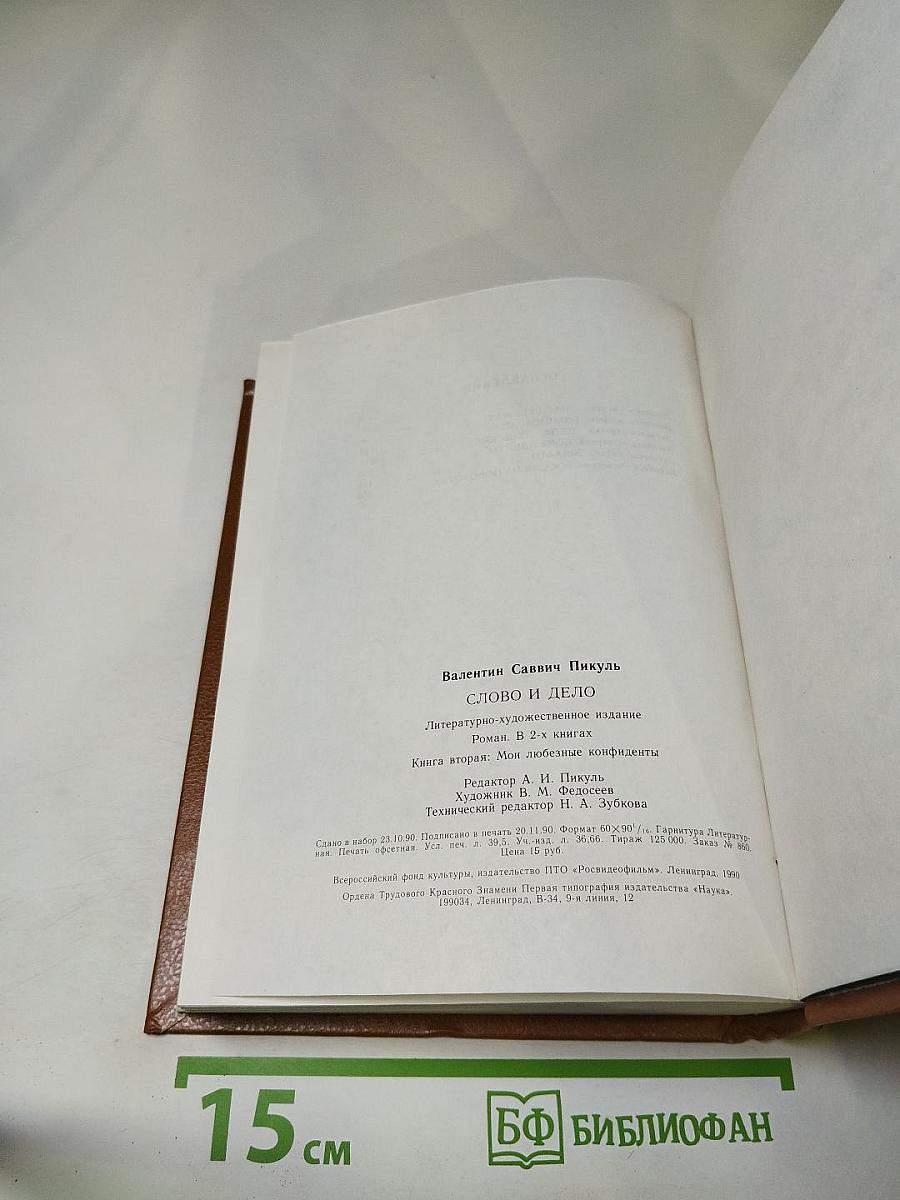 Валентин Саввич Пикуль
СЛОВО И ДЕЛО
Литературно-художественное издание
Роман. В 2-х книгах
Книга вторая: Мои любезные конфиденты
Редактор А. И. Пикуль
Художник В. М. Федосеев
Технический редактор Н. А. Зубкова
Сдано в набор 23.10.90. Подписано в печать 20.11.90. Формат 60×90¹/₁₆. Гарнитура Литератур-
ная. Печать офсетная. Усл. печ. л. 39,5. Уч.-изд. л. 36,66. Тираж 125 000. Заказ № 860.
Цена 15 руб.
Всероссийский фонд культуры, издательство ПТО «Росвидеофильм». Ленинград. 1990
Ордена Трудового Красного Знамени Первая типография издательства «Наука».
199034, Ленинград, В-34, 9-я линия, 12
15 см
БФ БИБЛИОФАН